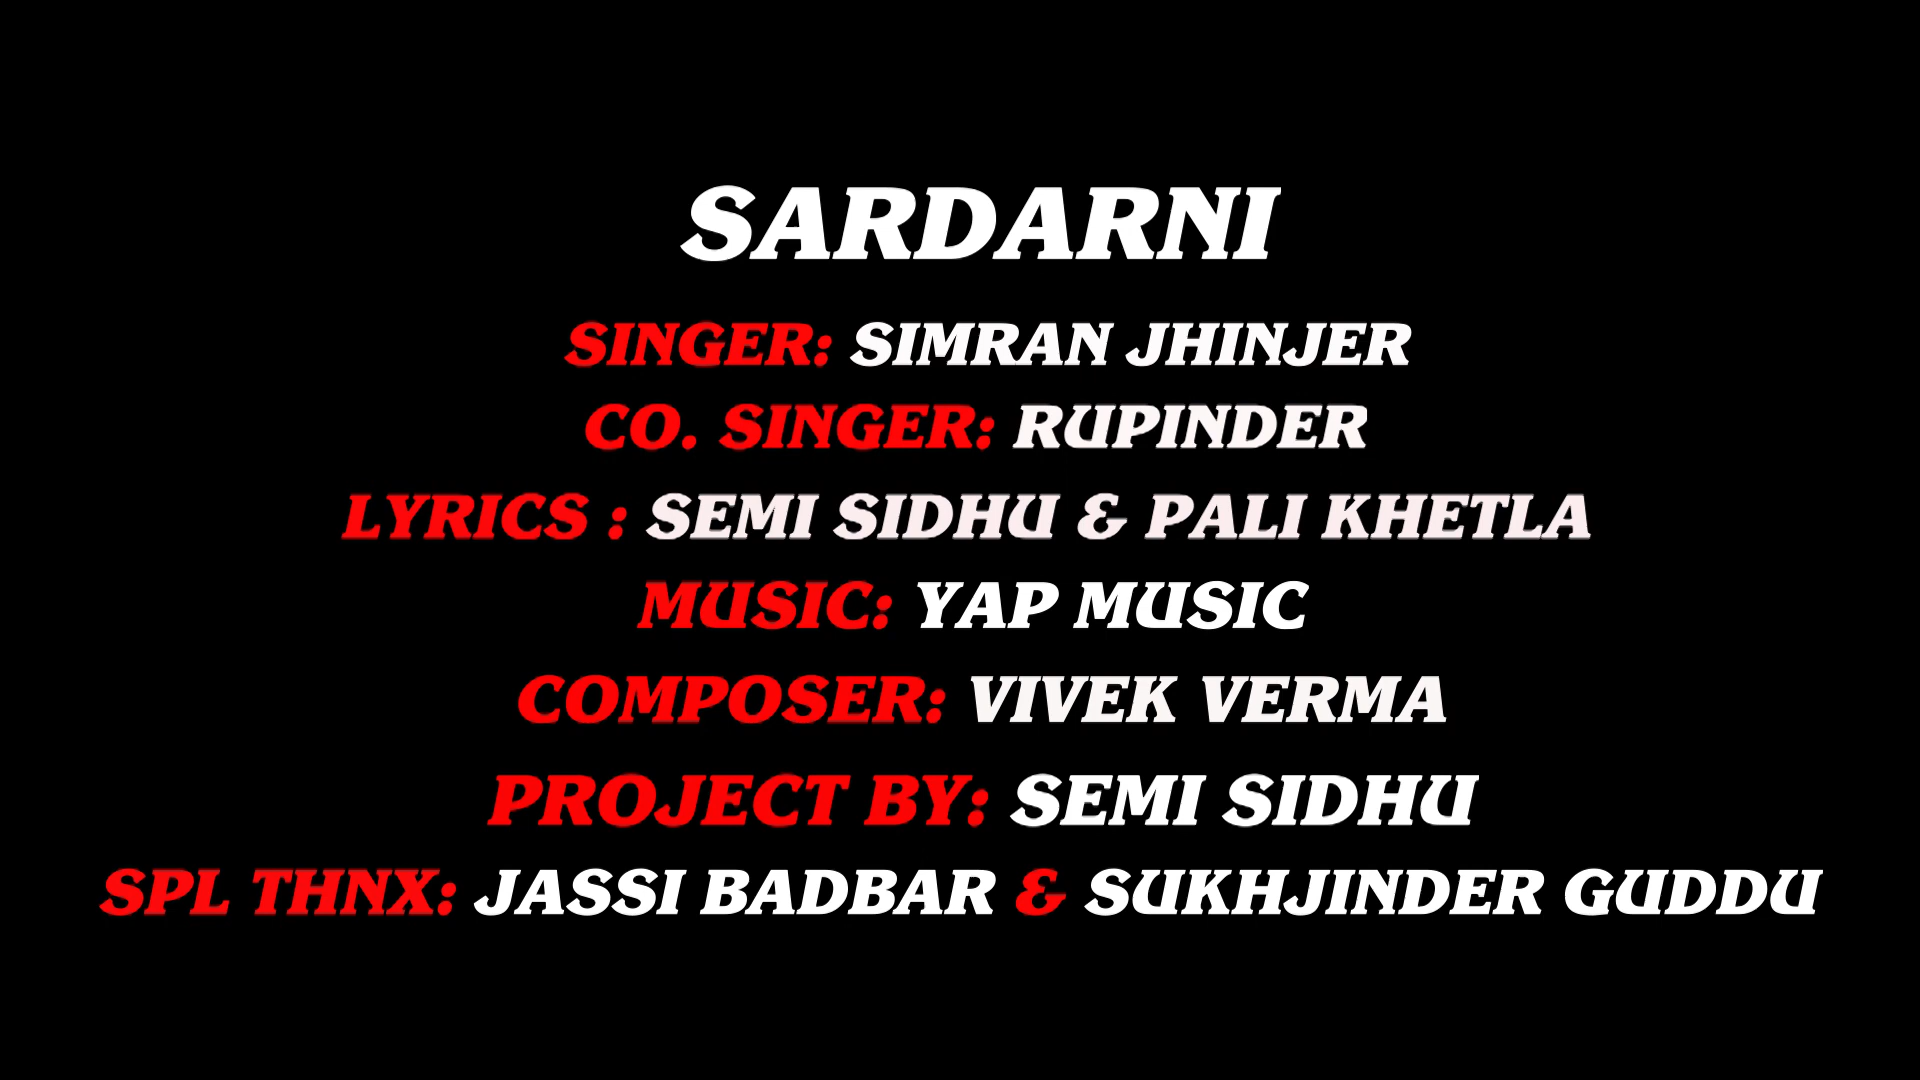 SARDARNI
SINGER: SIMRAN JHINJER
CO. SINGER: RUPINDER
LYRICS : SEMI SIDHU & PALI KHETLA
MUSIC: YAP MUSIC
COMPOSER: VIVEK VERMA
PROJECT BY: SEMI SIDHU
SPL THNX: JASSI BADBAR & SUKHJINDER GUDDU